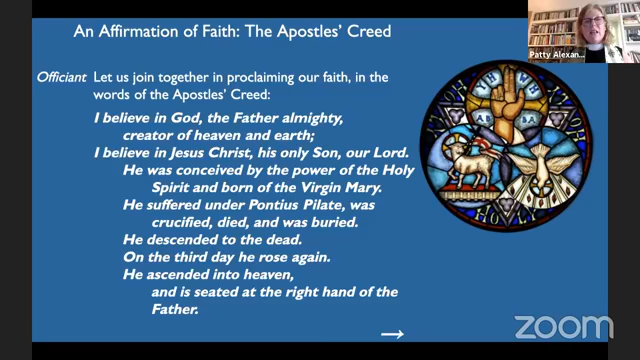 An Affirmation of Faith: The Apostles' Creed
Patty Alexan...
Officiant Let us join together in proclaiming our faith, in the
words of the Apostles' Creed:
I believe in God, the Father almighty,
creator of heaven and earth;
I believe in Jesus Christ, his only Son, our Lord.
He was conceived by the power of the Holy
Spirit and born of the Virgin Mary.
He suffered under Pontius Pilate, was
crucified, died, and was buried.
He descended to the dead.
On the third day he rose again.
He ascended into heaven,
and is seated at the right hand of the
Father.
→
HOLY
zoom